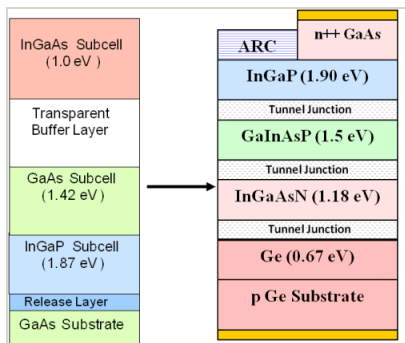 InGaAs Subcell
(1.0 eV)
Transparent
Buffer Layer
GaAs Subcell
(1.42 eV)
InGaP Subcell
(1.87 eV)
Release Layer
GaAs Substrate
n++ GaAs
ARC
InGaP (1.90 eV)
Tunnel Junction
GaInAsP (1.5 eV)
Tunnel Junction
InGaAsN (1.18 eV)
Tunnel Junction
Ge (0.67 eV)
p Ge Substrate